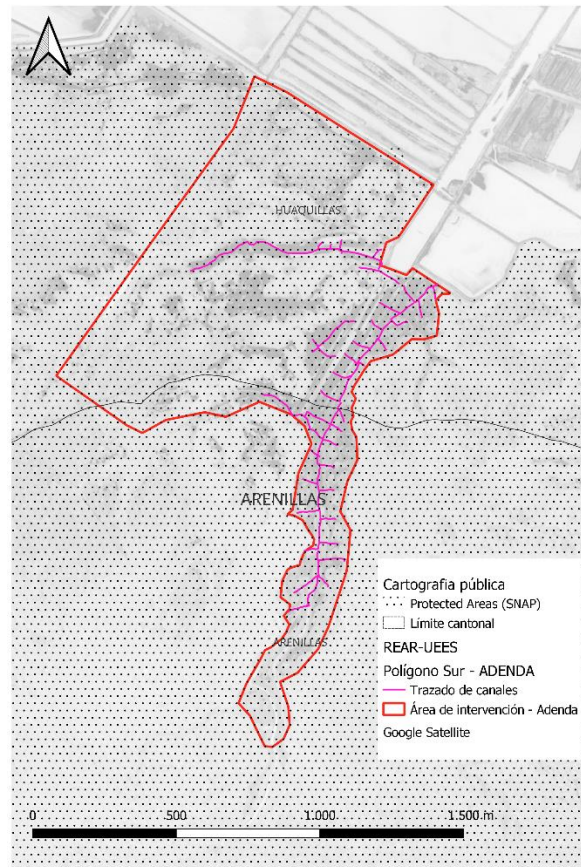 HUAQUILLAS
ARENILLAS
ARENILLAS
Cartografia pública
Protected Areas (SNAP)
Límite cantonal
REAR-UEES
Polígono Sur - ADENDA
Trazado de canales
Área de intervención - Adenda
Google Satellite
0 500 1.000 1.500 m